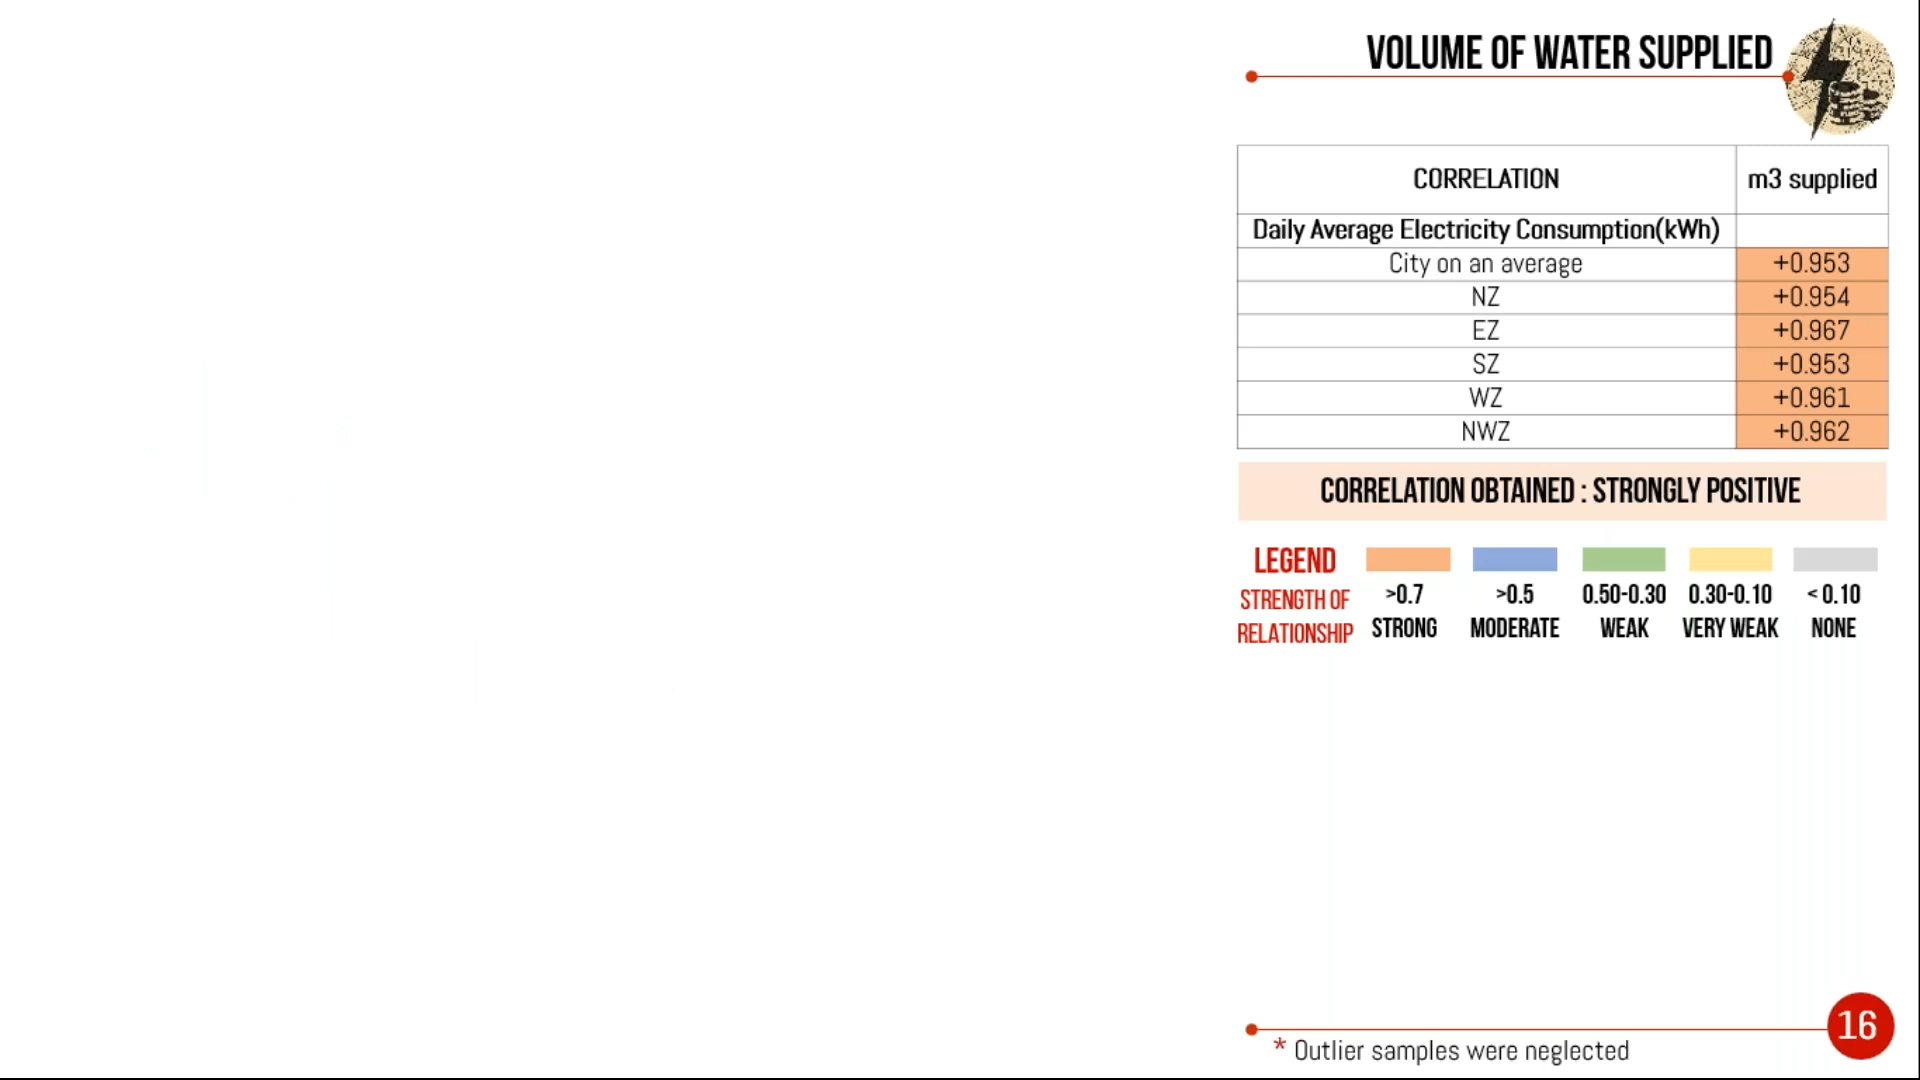 VOLUME OF WATER SUPPLIED
CORRELATION m3 supplied
Daily Average Electricity Consumption(kWh)
City on an average +0.953
NZ +0.954
EZ +0.967
SZ +0.953
WZ +0.961
NWZ +0.962
CORRELATION OBTAINED : STRONGLY POSITIVE
LEGEND
STRENGTH OF
RELATIONSHIP
>0.7 >0.5 0.50-0.30 0.30-0.10 < 0.10
STRONG MODERATE WEAK VERY WEAK NONE
16
* Outlier samples were neglected